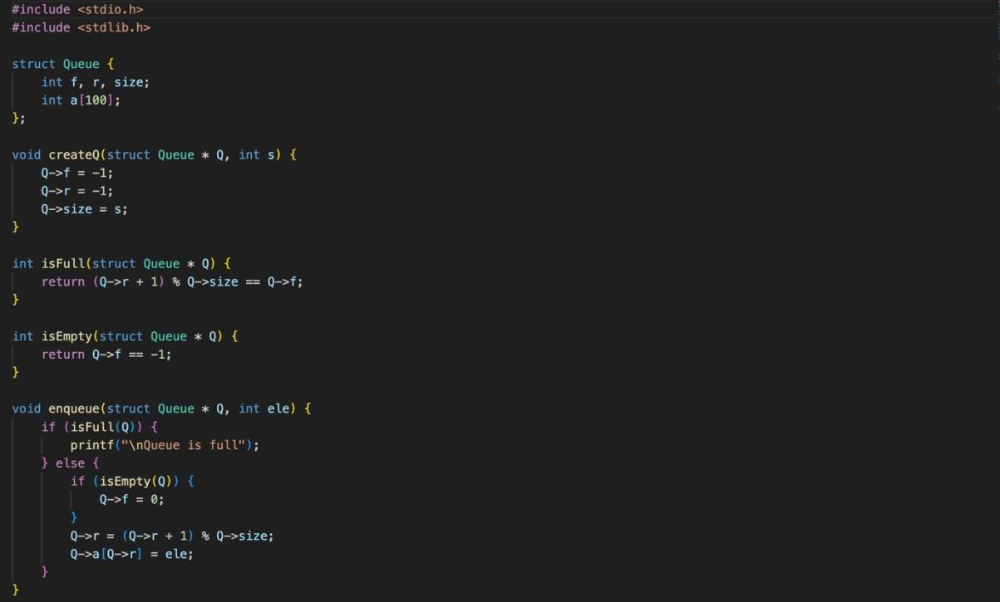 #include <stdio.h>
#include <stdlib.h>

struct Queue {
    int f, r, size;
    int a[100];
};

void createQ(struct Queue * Q, int s) {
    Q->f = -1;
    Q->r = -1;
    Q->size = s;
}

int isFull(struct Queue * Q) {
    return (Q->r + 1) % Q->size == Q->f;
}

int isEmpty(struct Queue * Q) {
    return Q->f == -1;
}

void enqueue(struct Queue * Q, int ele) {
    if (isFull(Q)) {
        printf("\nQueue is full");
    } else {
        if (isEmpty(Q)) {
            Q->f = 0;
        }
        Q->r = (Q->r + 1) % Q->size;
        Q->a[Q->r] = ele;
    }
}